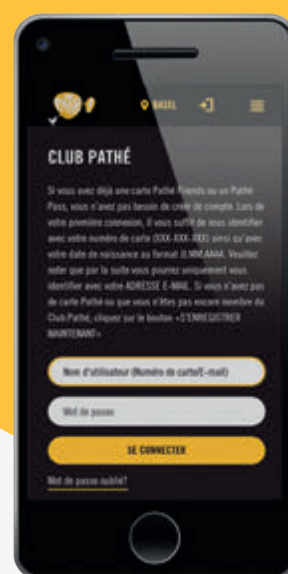 BASEL
CLUB PATHÉ
Si vous avez déjà une carte Pathé Friends ou un Pathé
Pass, vous n'avez pas besoin de créer de compte. Lors de
votre première connexion, il vous suffit de vous identifier
avec votre numéro de carte (XXX-XXX-XXX) ainsi qu'avec
votre date de naissance au format JJ.MM.AAAA. Veuillez
noter que par la suite vous pourrez uniquement vous
identifier avec votre ADRESSE E-MAIL. Si vous n'avez pas
de carte Pathé ou que vous n'êtes pas encore membre du
Club Pathé, cliquez sur le bouton «S'ENREGISTRER
MAINTENANT».
Nom d'utilisateur (Numéro de carte/E-mail)
Mot de passe
SE CONNECTER
Mot de passe oublié?